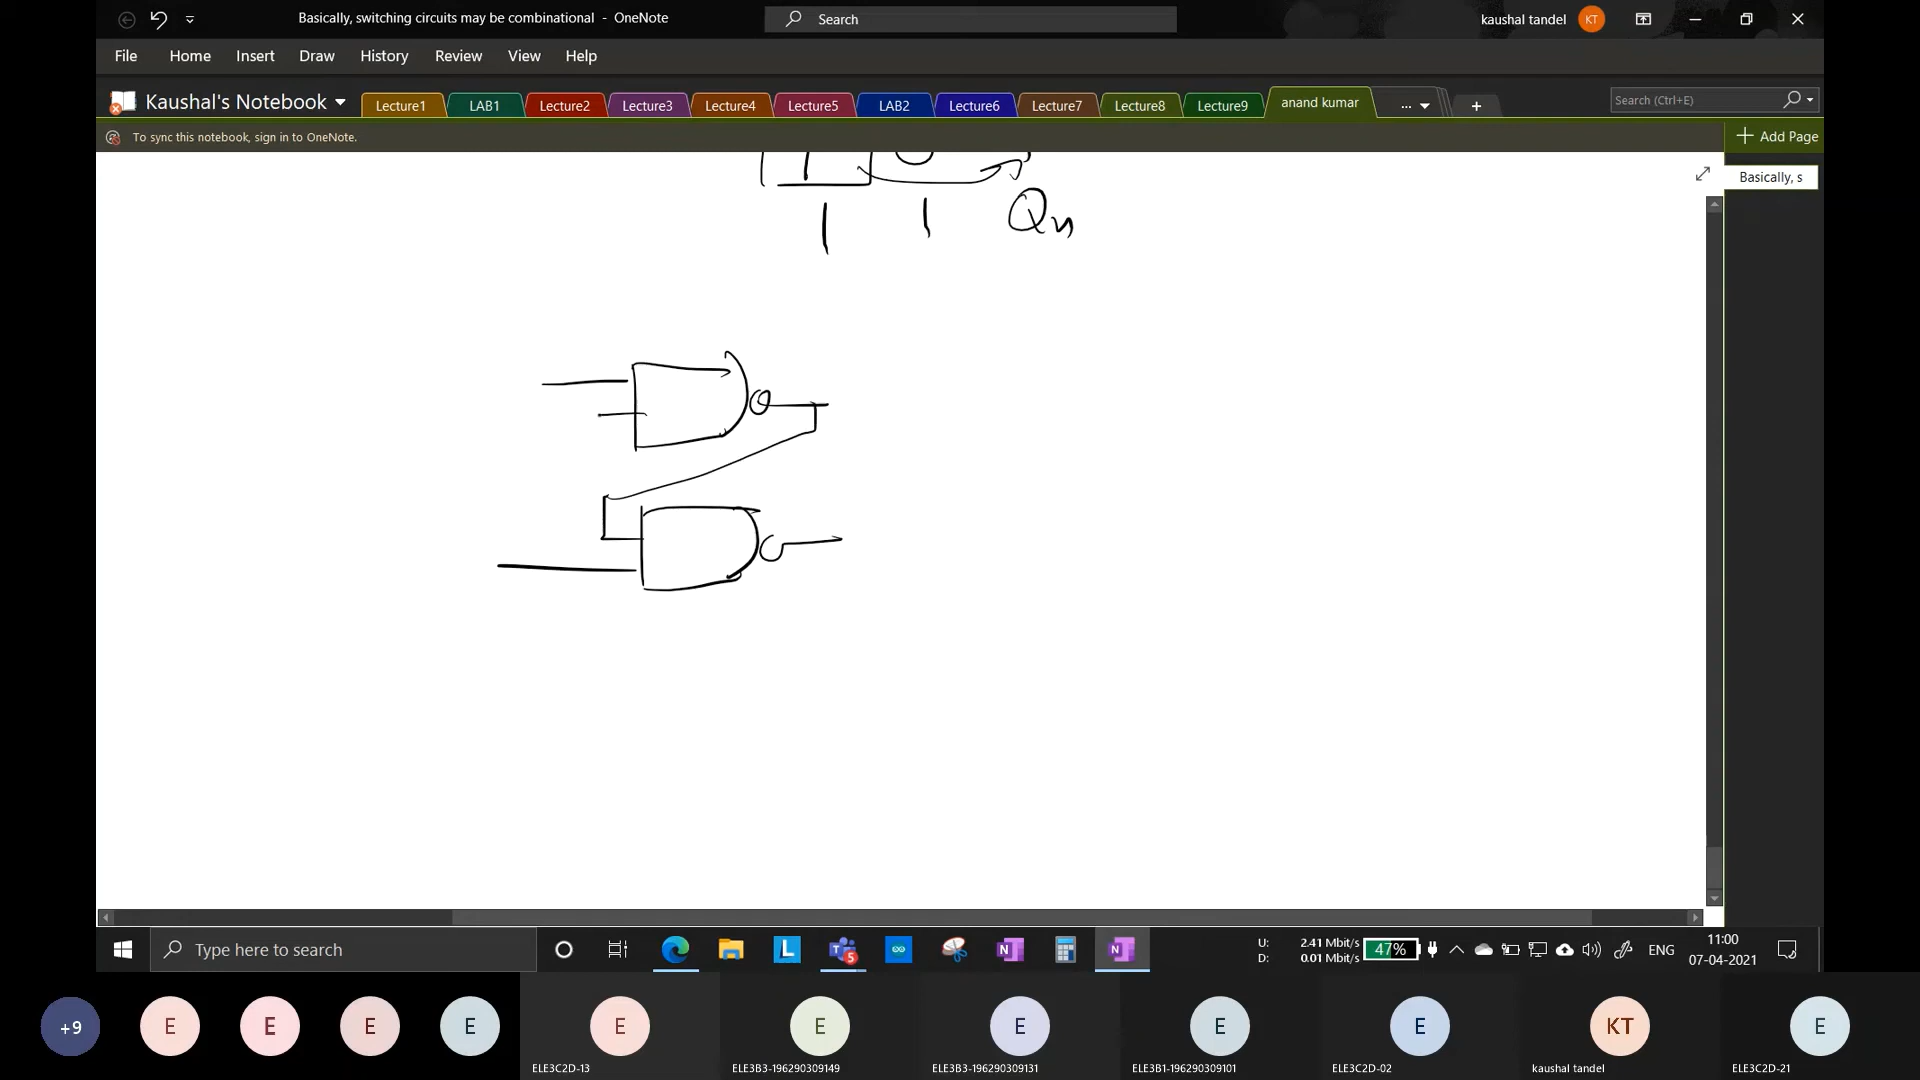 Basically, switching circuits may be combinational - OneNote
Search
kaushal tandel
KT
File Home Insert Draw History Review View Help
Kaushal's Notebook
Lecture1 LAB1 Lecture2 Lecture3 Lecture4 Lecture5 LAB2 Lecture6 Lecture7 Lecture8 Lecture9 anand kumar ... +
Search (Ctrl+E)
To sync this notebook, sign in to OneNote.
Add Page
Basically, s
1 1 Qn
Type here to search
L
5
N
N
U: 2.41 Mbit/s
D: 0.01 Mbit/s
47%
ENG
11:00
07-04-2021
+9 E E E E E E E E E KT E
ELE3C2D-13 ELE3B3-196290309149 ELE3B3-196290309131 ELE3B1-196290309101 ELE3C2D-02 kaushal tandel ELE3C2D-21